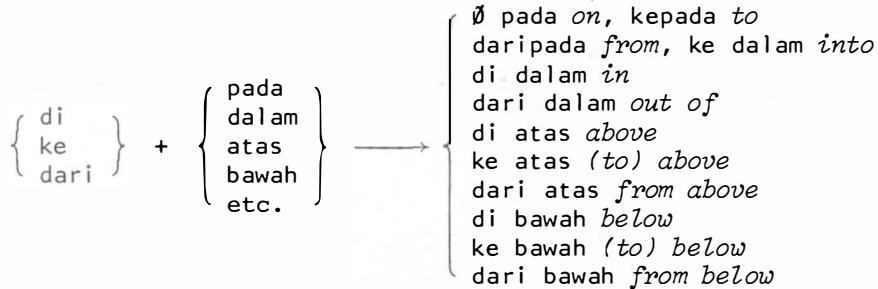 di
ke
dari
+
pada
dalam
atas
bawah
etc.
Ø pada on, kepada to
daripada from, ke dalam into
di dalam in
dari dalam out of
di atas above
ke atas (to) above
dari atas from above
di bawah below
ke bawah (to) below
dari bawah from below